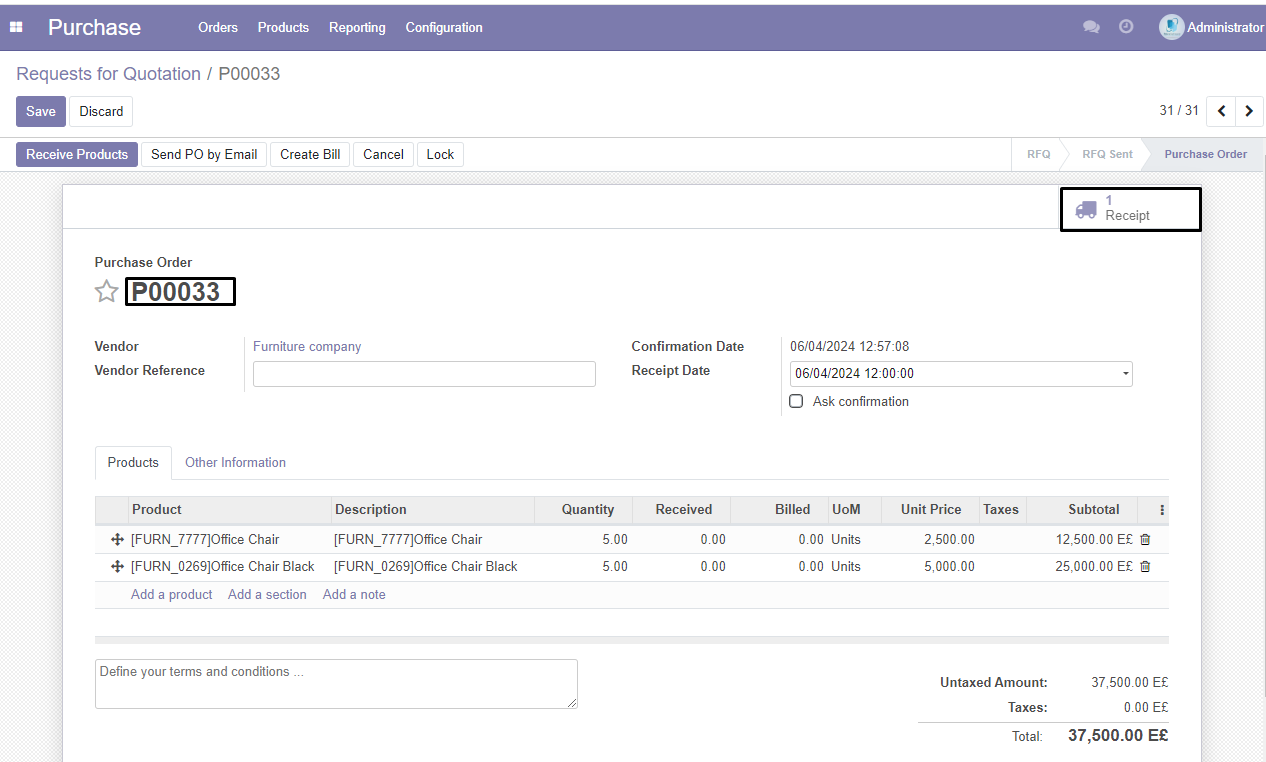 Purchase Orders Products Reporting Configuration Administrator
Requests for Quotation / P00033
Save Discard 31 / 31
Receive Products Send PO by Email Create Bill Cancel Lock RFQ RFQ Sent Purchase Order
1
Receipt
Purchase Order
P00033
Vendor Furniture company Confirmation Date 06/04/2024 12:57:08
Vendor Reference Receipt Date 06/04/2024 12:00:00
Ask confirmation
Products Other Information
Product Description Quantity Received Billed UoM Unit Price Taxes Subtotal
[FURN_7777]Office Chair [FURN_7777]Office Chair 5.00 0.00 0.00 Units 2,500.00 12,500.00 E£
[FURN_0269]Office Chair Black [FURN_0269]Office Chair Black 5.00 0.00 0.00 Units 5,000.00 25,000.00 E£
Add a product Add a section Add a note
Define your terms and conditions ...
Untaxed Amount: 37,500.00 E£
Taxes: 0.00 E£
Total: 37,500.00 E£